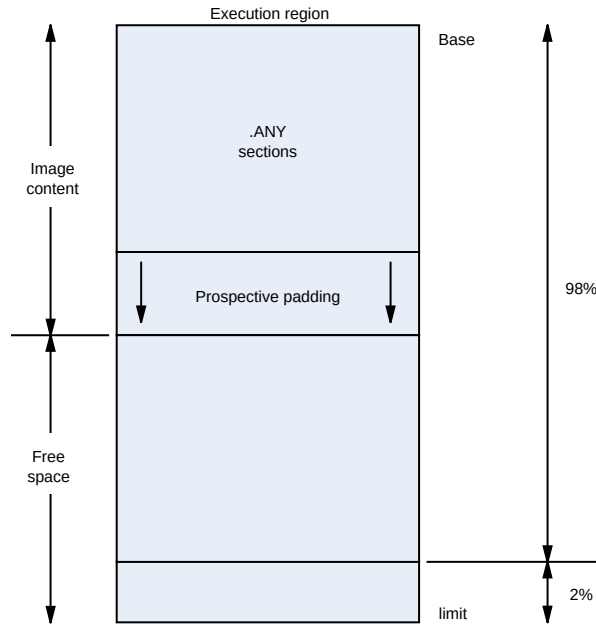 Execution region
Base
.ANY
sections
Image
content
Prospective padding
98%
Free
space
2%
limit